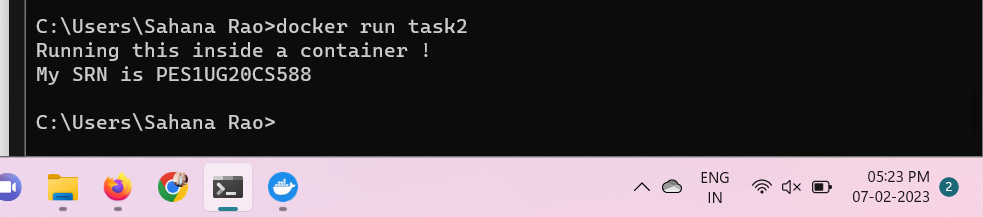 C:\Users\Sahana Rao>docker run task2
Running this inside a container !
My SRN is PES1UG20CS588
C:\Users\Sahana Rao>
ENG
IN
05:23 PM
07-02-2023
2